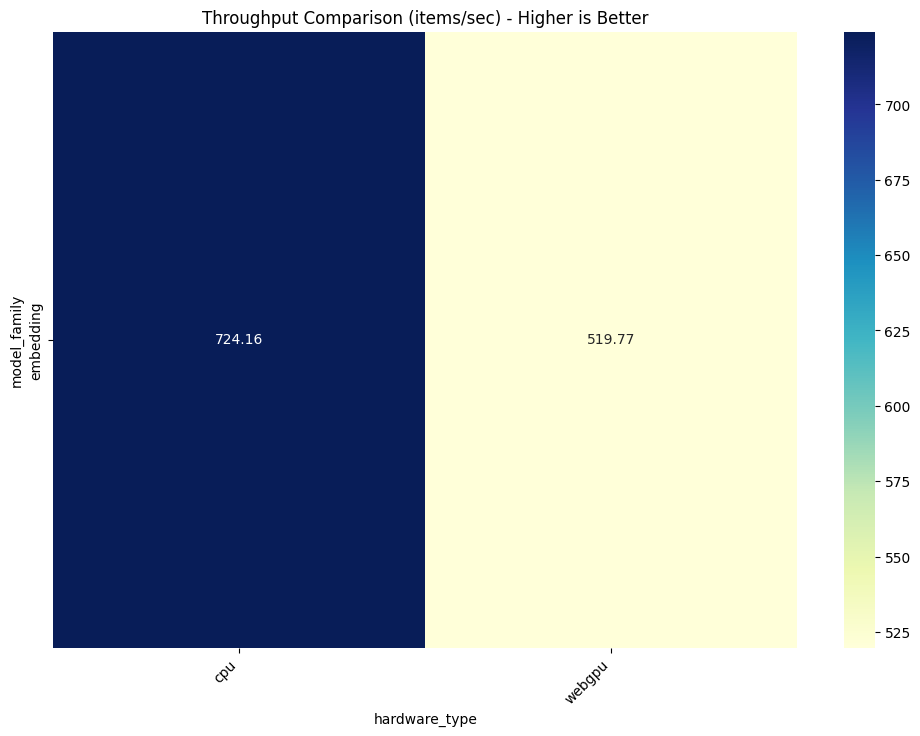 Throughput Comparison (items/sec) - Higher is Better
model_family
embedding
724.16
519.77
cpu
webgpu
hardware_type
700
675
650
625
600
575
550
525